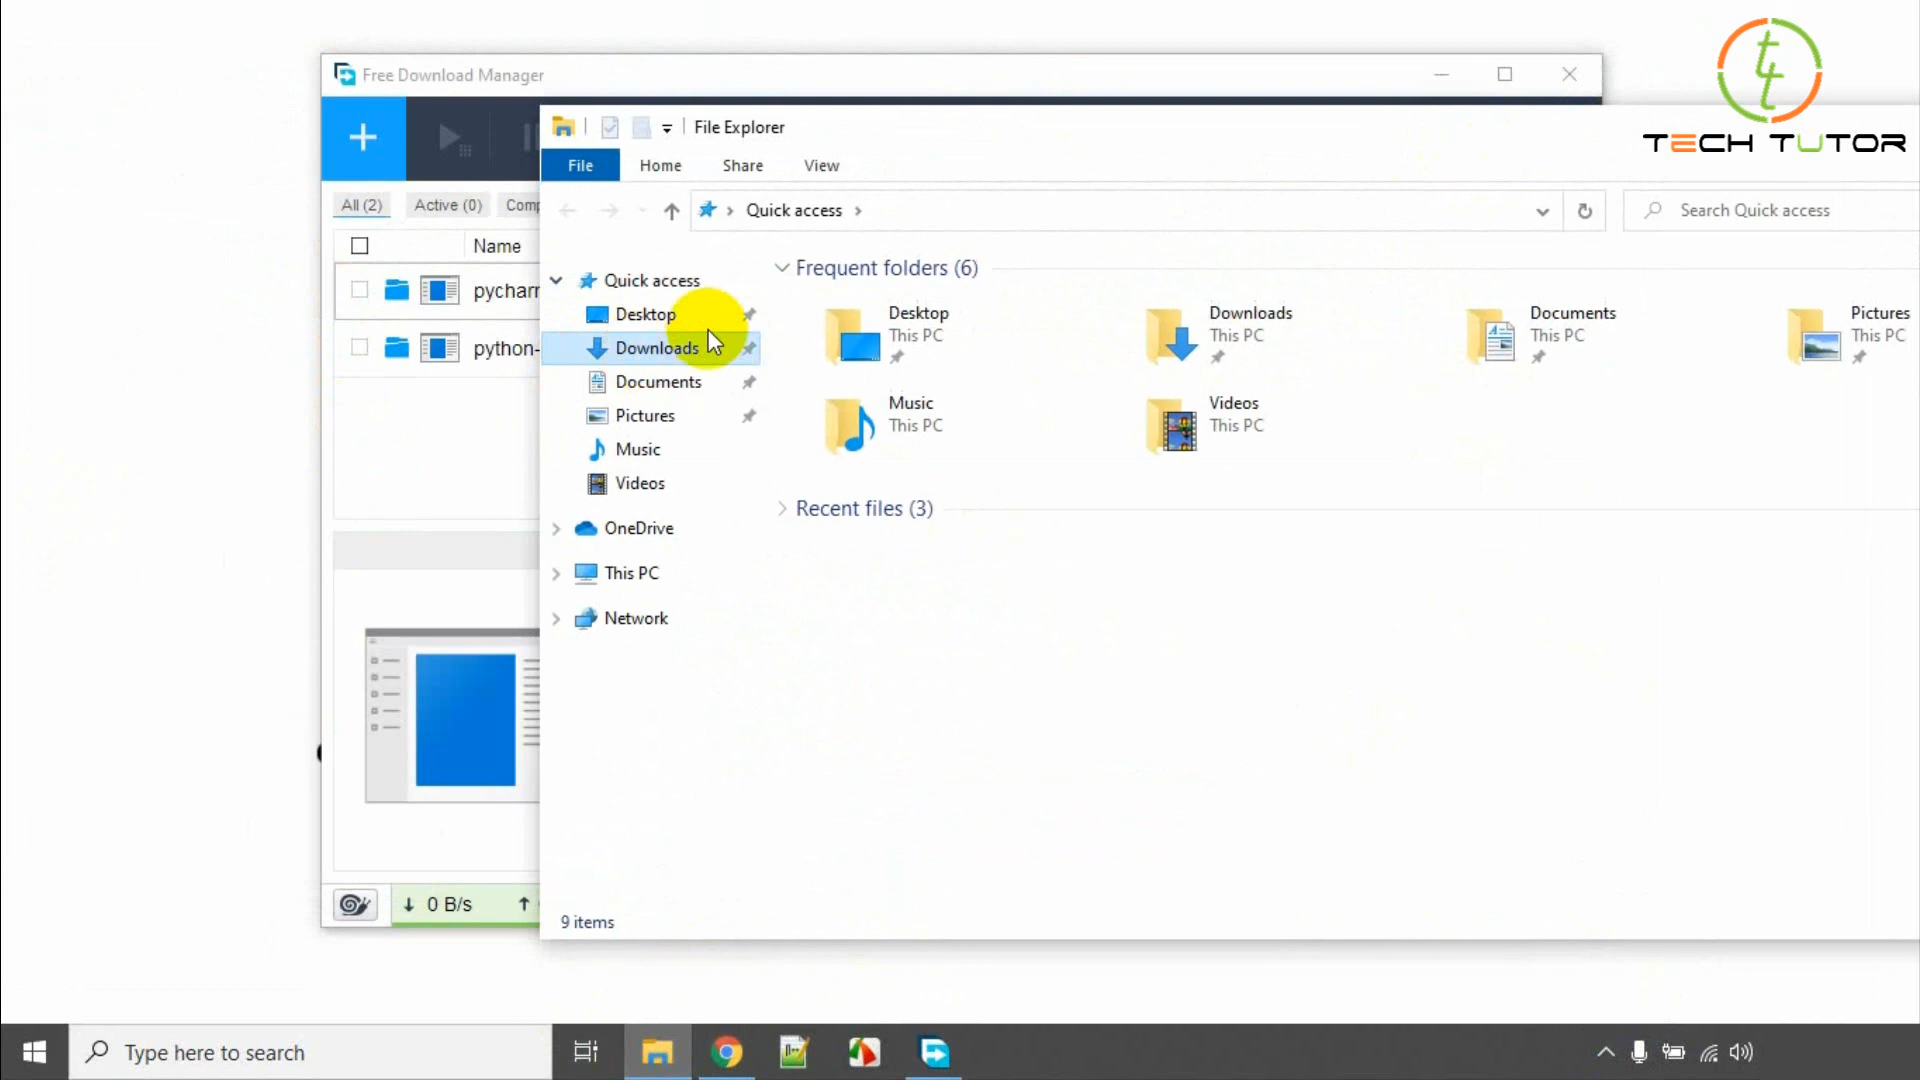 Free Download Manager
TECH TUTOR
File Explorer
File Home Share View
Quick access
Search Quick access
All (2) Active (0)
Name
Quick access
Desktop
Downloads
Documents
Pictures
Music
Videos
OneDrive
This PC
Network
Frequent folders (6)
Desktop
This PC
Downloads
This PC
Documents
This PC
Pictures
This PC
Music
This PC
Videos
This PC
Recent files (3)
python-
0 B/s
9 items
Type here to search